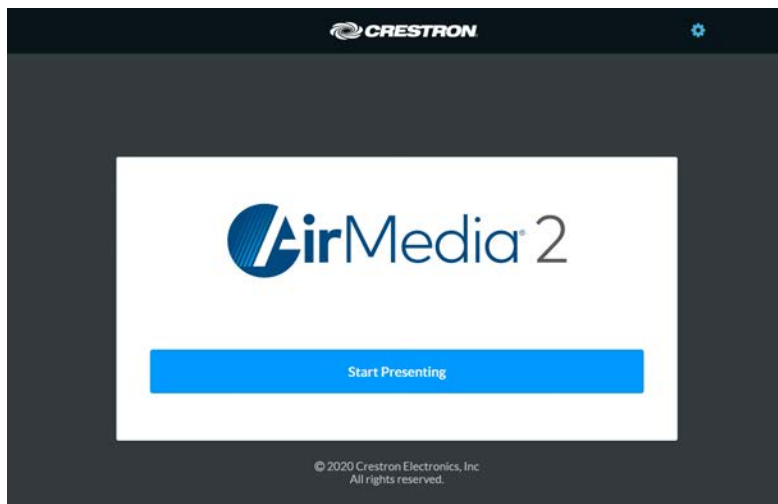 CRESTRON
AirMedia® 2
Start Presenting
© 2020 Crestron Electronics, Inc
All rights reserved.